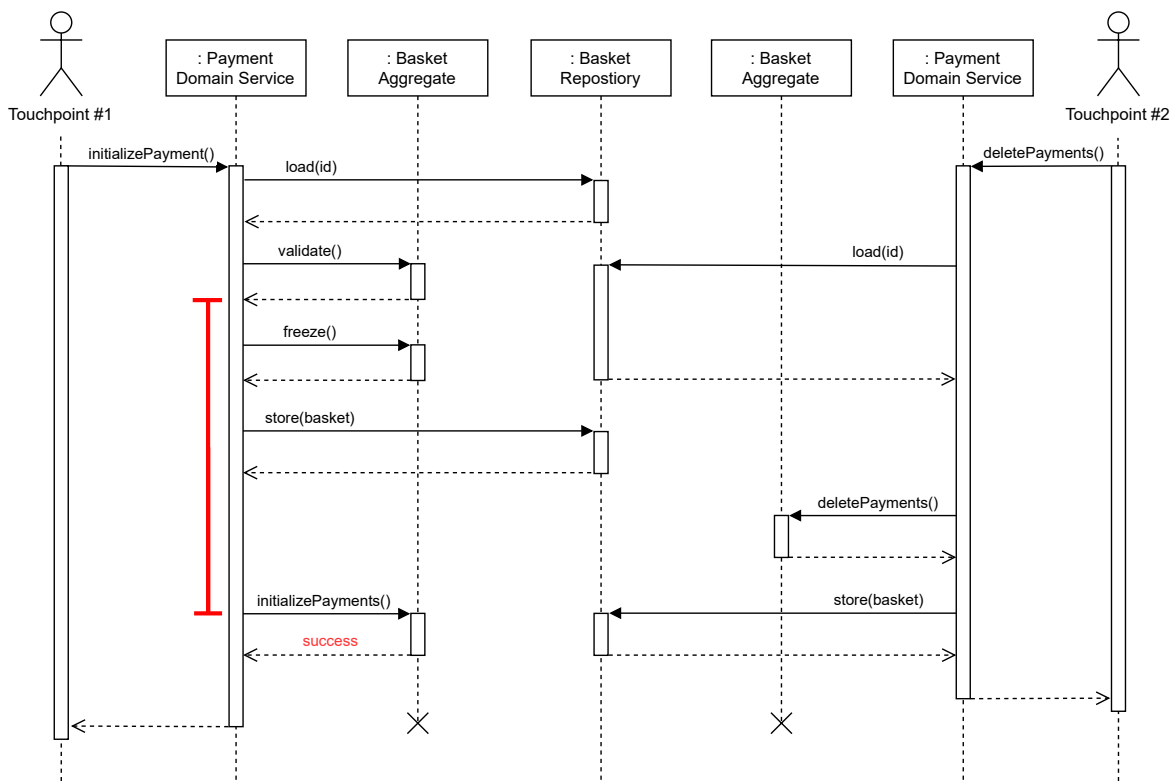 Touchpoint #1
: Payment
Domain Service
: Basket
Aggregate
: Basket
Repostiory
: Basket
Aggregate
: Payment
Domain Service
Touchpoint #2
initializePayment()
deletePayments()
load(id)
validate()
load(id)
freeze()
store(basket)
deletePayments()
initializePayments()
store(basket)
success